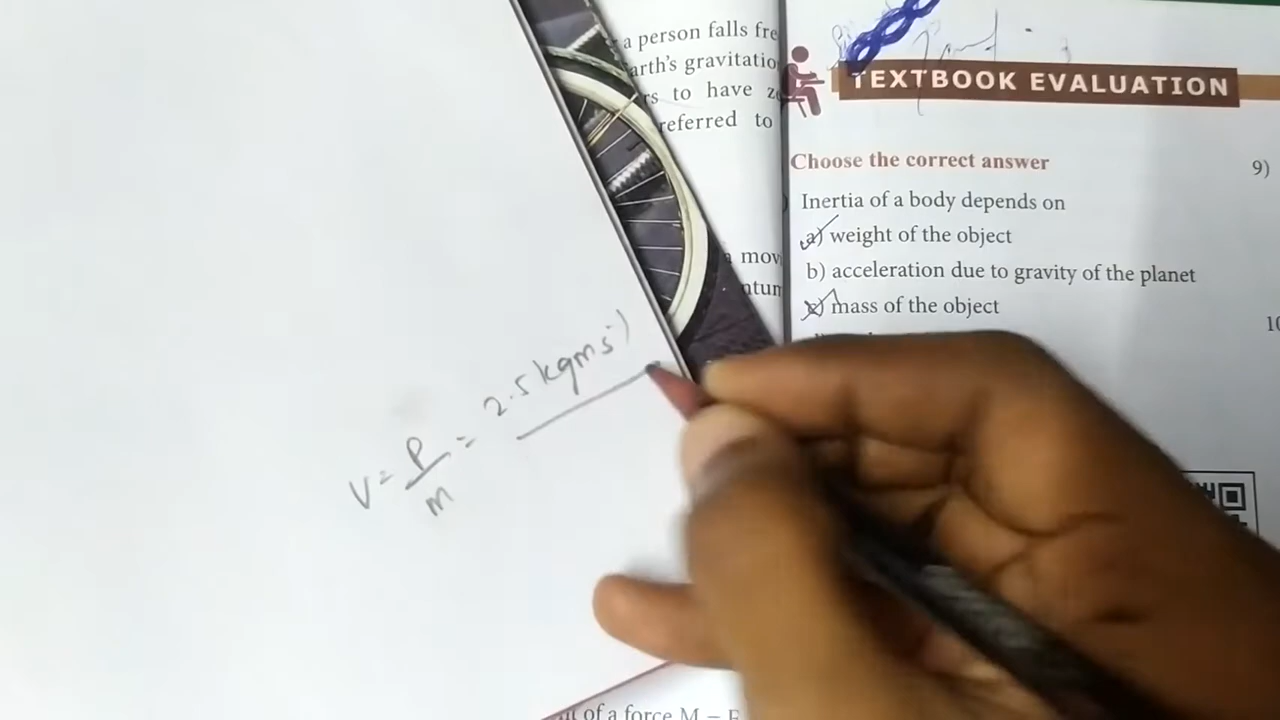 a person falls fre
arth's gravitatio
rs to have z
referred to
mov
ntum
TEXTBOOK EVALUATION
Choose the correct answer
9)
Inertia of a body depends on
a) weight of the object
b) acceleration due to gravity of the planet
c) mass of the object
10
V = P/m = 2.5 kgms⁻¹
of a force M – F